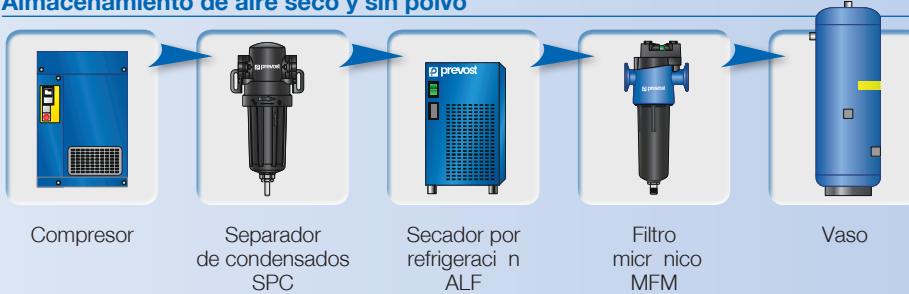 Almacenamiento de aire seco y sin polvo
prevost
prevost
prevost
Compresor
Separador
de condensados
SPC
Secador por
refrigeraci n
ALF
Filtro
micr nico
MFM
Vaso